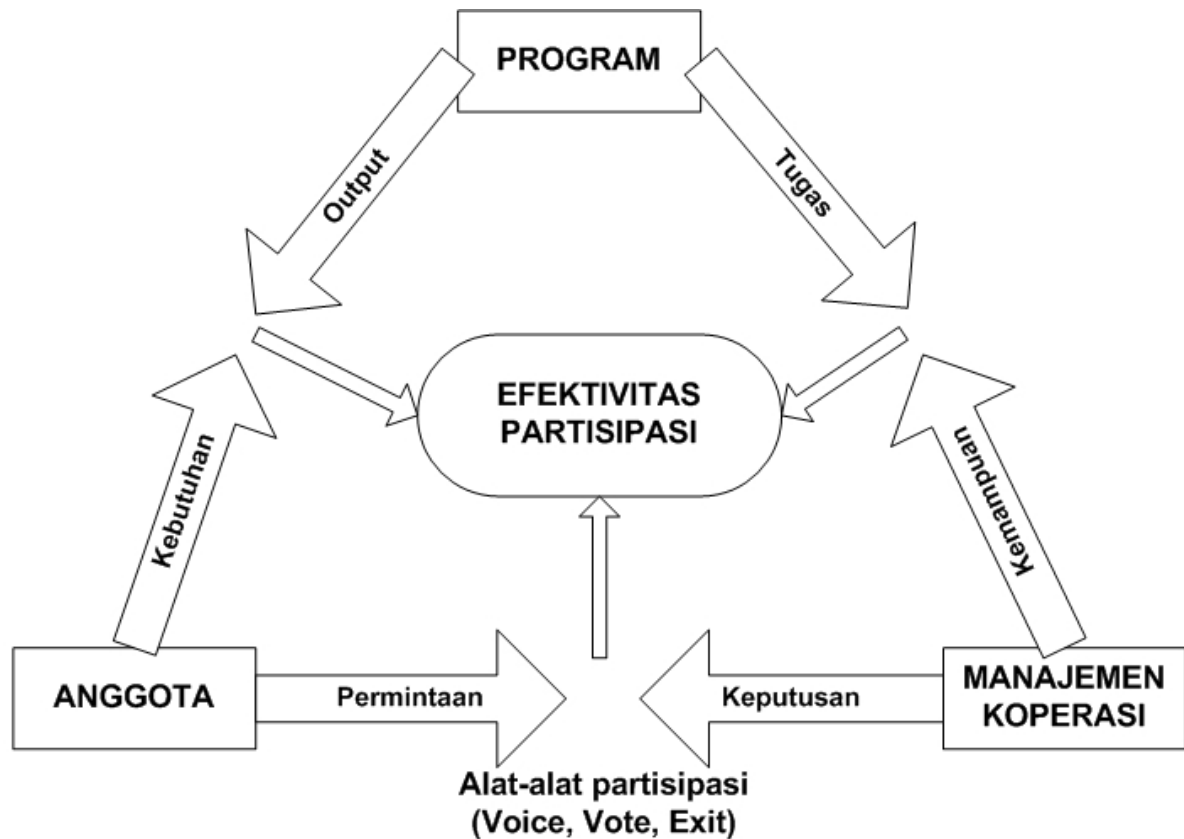 PROGRAM
Output
Tugas
EFEKTIVITAS
PARTISIPASI
Kebutuhan
Kemampuan
ANGGOTA
Permintaan
Keputusan
MANAJEMEN
KOPERASI
Alat-alat partisipasi
(Voice, Vote, Exit)